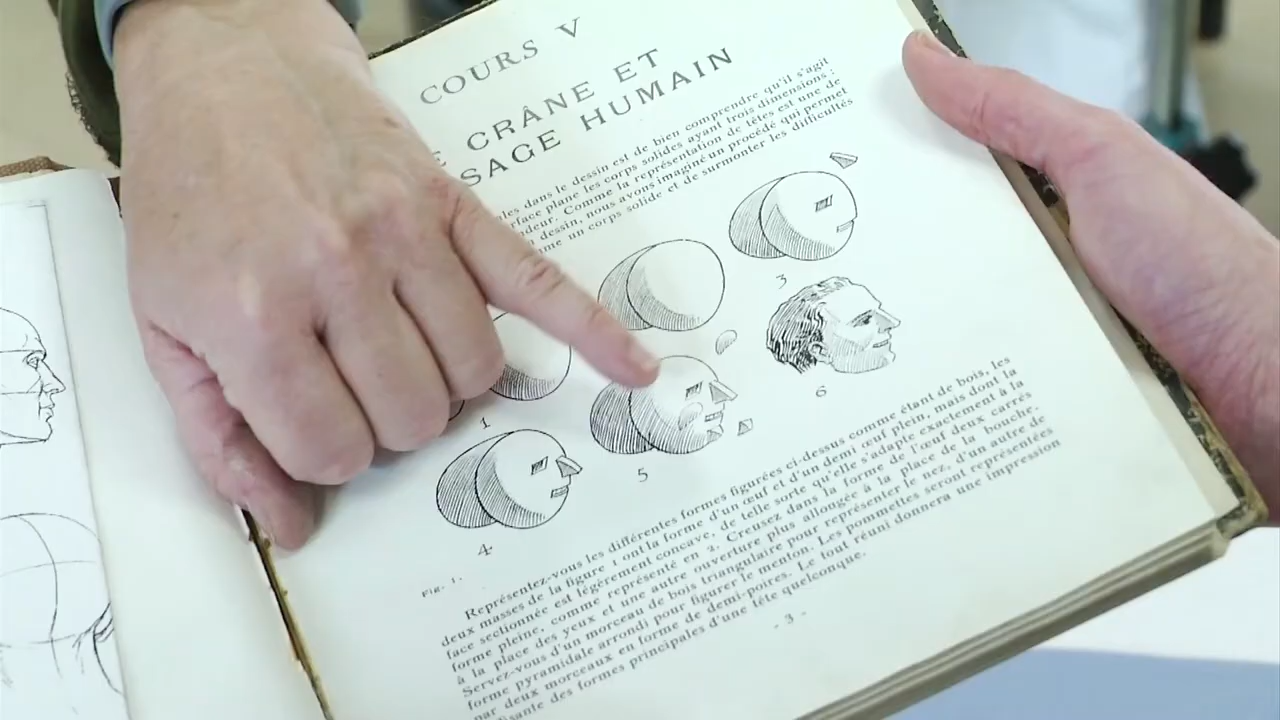 COURS V
CRÂNE ET
SAGE HUMAIN
dans le dessin est de bien comprendre qu'il s'agit
plane les corps solides ayant trois dimensions :
Comme la représentation de têtes est une de
dessin, nous avons imaginé un procédé qui permet
un corps solide et de surmonter les difficultés
3
1
6
5
4
Fig. 1.
Représentez-vous les différentes formes figurées ci-dessus comme étant de bois, les
deux masses de la figure 1 ont la forme d'un œuf et d'un demi œuf plein, mais dont la
face sectionnée est légèrement concave, de telle sorte qu'elle s'adapte exactement à la
forme pleine, comme représenté en 2. Creusez dans la forme de l'œuf deux carrés
à la place des yeux et une autre ouverture plus allongée à la place de la bouche.
Servez-vous d'un morceau de bois triangulaire pour représenter le nez, d'un autre de
forme pyramidale arrondi pour figurer le menton. Les pommettes seront représentées
par deux morceaux en forme de demi-poires. Le tout réuni donnera une impression
des formes principales d'une tête quelconque.
- 3 -